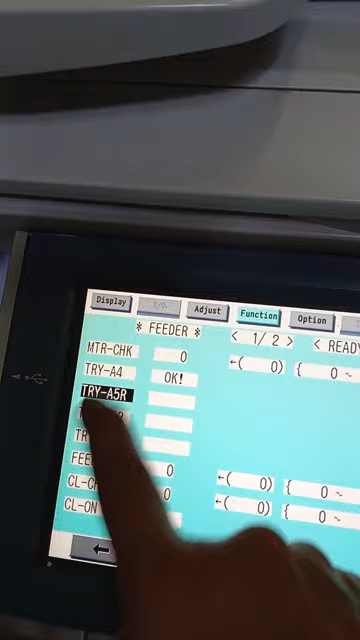 Display I/O Adjust Function Option
* FEEDER * < 1/ 2 > < READY
MTR-CHK 0 ←( 0) { 0 ~
TRY-A4 OK!
TRY-A5R
FEE 0 ←( 0) { 0 ~
CL-C 0 ←( 0) { 0 ~
CL-ON